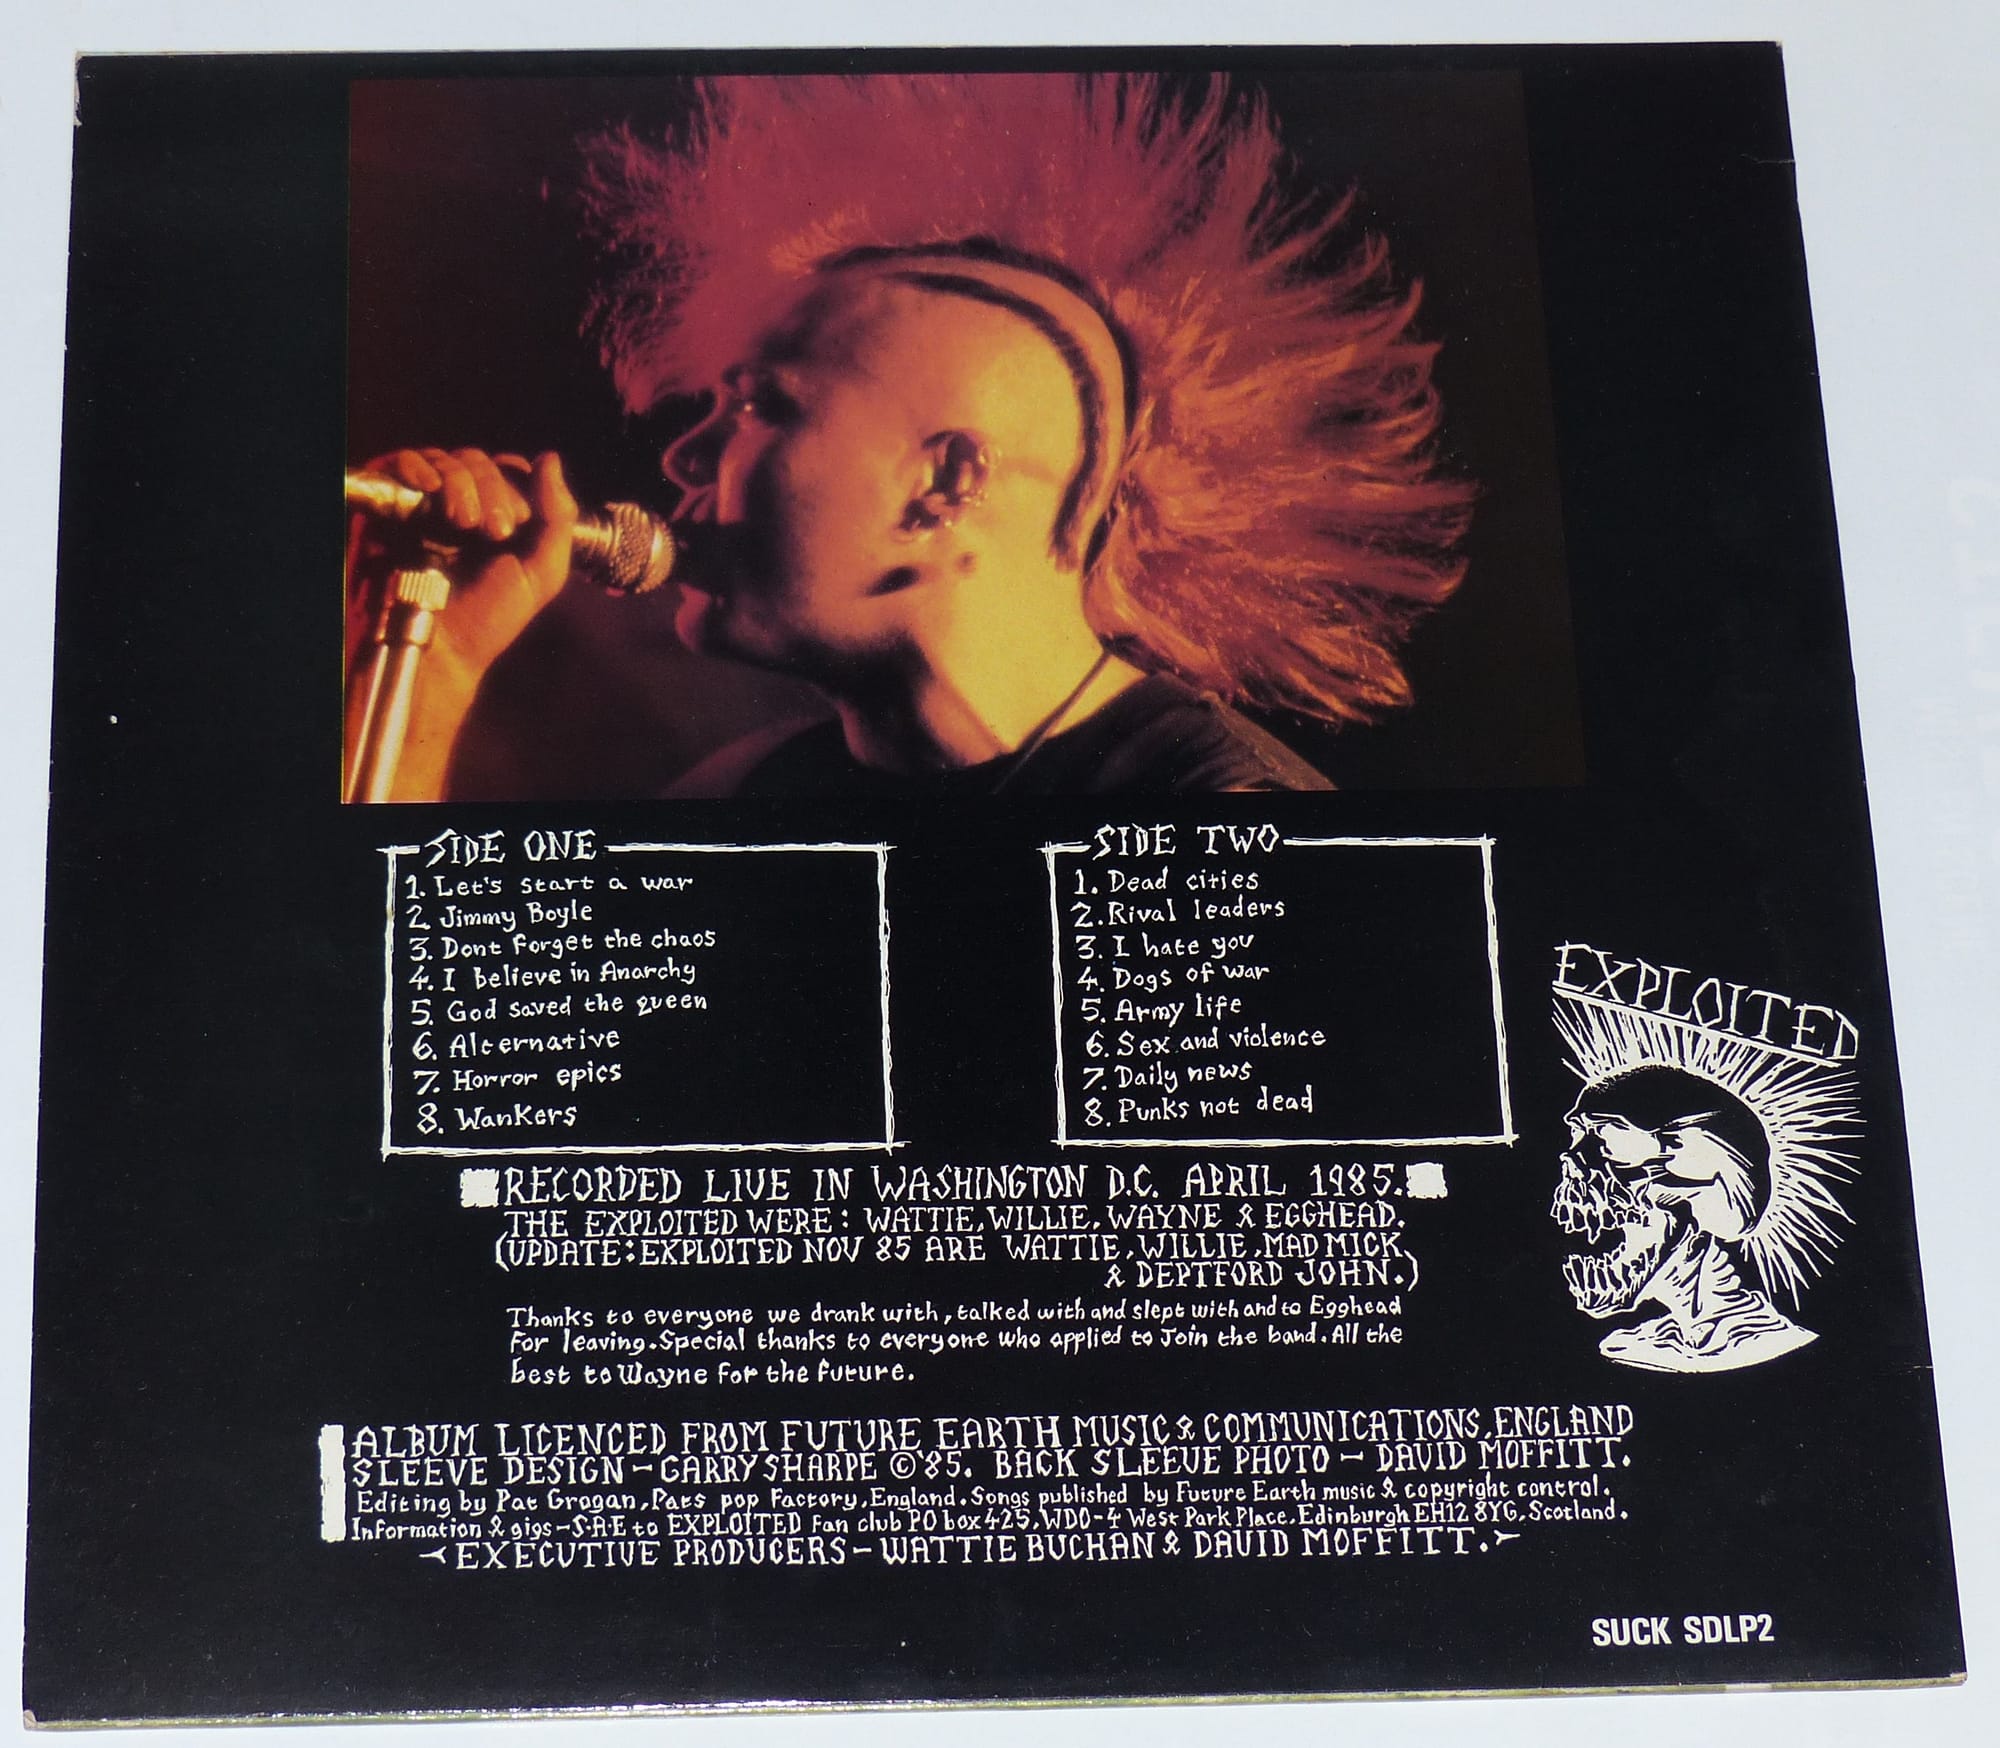 SIDE ONE
1. Let's start a war
2. Jimmy Boyle
3. Dont forget the chaos
4. I believe in Anarchy
5. God saved the queen
6. Alternative
7. Horror epics
8. Wankers
SIDE TWO
1. Dead cities
2. Rival leaders
3. I hate you
4. Dogs of war
5. Army life
6. Sex and violence
7. Daily news
8. Punks not dead
EXPLOITED
RECORDED LIVE IN WASHINGTON D.C. APRIL 1985.
THE EXPLOITED WERE: WATTIE, WILLIE, WAYNE & EGGHEAD.
(UPDATE: EXPLOITED NOV 85 ARE WATTIE, WILLIE, MAD MICK,
& DEPTFORD JOHN.)
Thanks to everyone we drank with, talked with and slept with and to Egghead
for leaving. Special thanks to everyone who applied to Join the band. All the
best to Wayne for the future.
ALBUM LICENCED FROM FUTURE EARTH MUSIC & COMMUNICATIONS, ENGLAND
SLEEVE DESIGN - GARRY SHARPE © '85. BACK SLEEVE PHOTO - DAVID MOFFITT.
Editing by Pat Grogan, Pats pop Factory, England. Songs published by Future Earth music & copyright control.
Information & gigs - S.A.E to EXPLOITED Fan club PO box 425, WDO-4 West Park Place, Edinburgh EH12 8YG, Scotland.
EXECUTIVE PRODUCERS - WATTIE BUCHAN & DAVID MOFFITT.
SUCK SDLP2